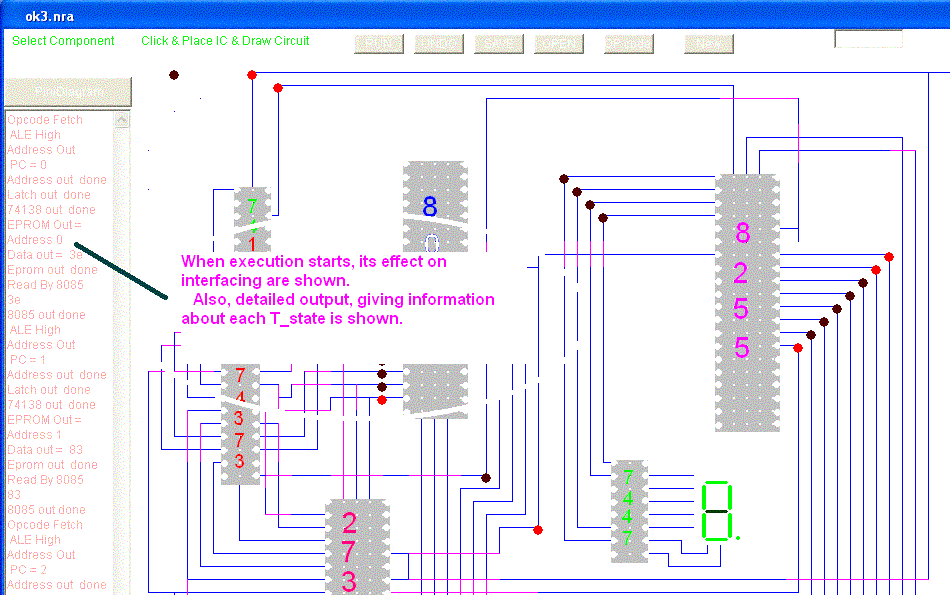 ok3.nra
Select Component
Click & Place IC & Draw Circuit
Opcode Fetch
ALE High
Address Out
PC = 0
Address out done
Latch out done
74138 out done
EPROM Out =
Address 0
Data out = 3e
Eprom out done
Read By 8085
3e
8085 out done
ALE High
Address Out
PC = 1
Address out done
Latch out done
74138 out done
EPROM Out =
Address 1
Data out = 83
Eprom out done
Read By 8085
83
8085 out done
Opcode Fetch
ALE High
Address Out
PC = 2
Address out done
When execution starts, its effect on
interfacing are shown.
Also, detailed output, giving information
about each T_state is shown.
7
1
8
0
8
2
5
5
7
4
3
7
3
2
7
3
7
4
4
7